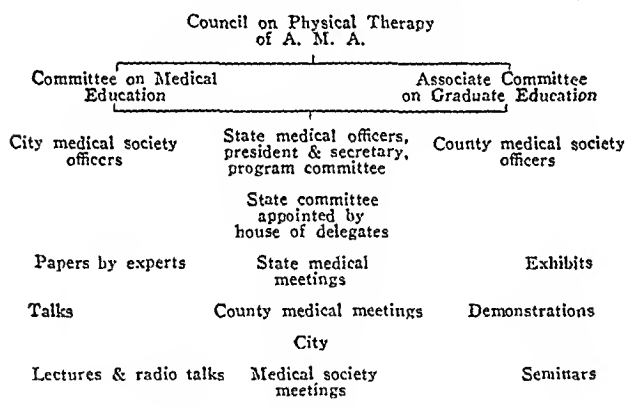 Council on Physical Therapy
of A. M. A.
Committee on Medical
Education
Associate Committee
on Graduate Education
City medical society
officers
State medical officers,
president & secretary,
program committee
County medical society
officers
State committee
appointed by
house of delegates
Papers by experts
State medical
meetings
Exhibits
Talks
County medical meetings
Demonstrations
City
Lectures & radio talks
Medical society
meetings
Seminars